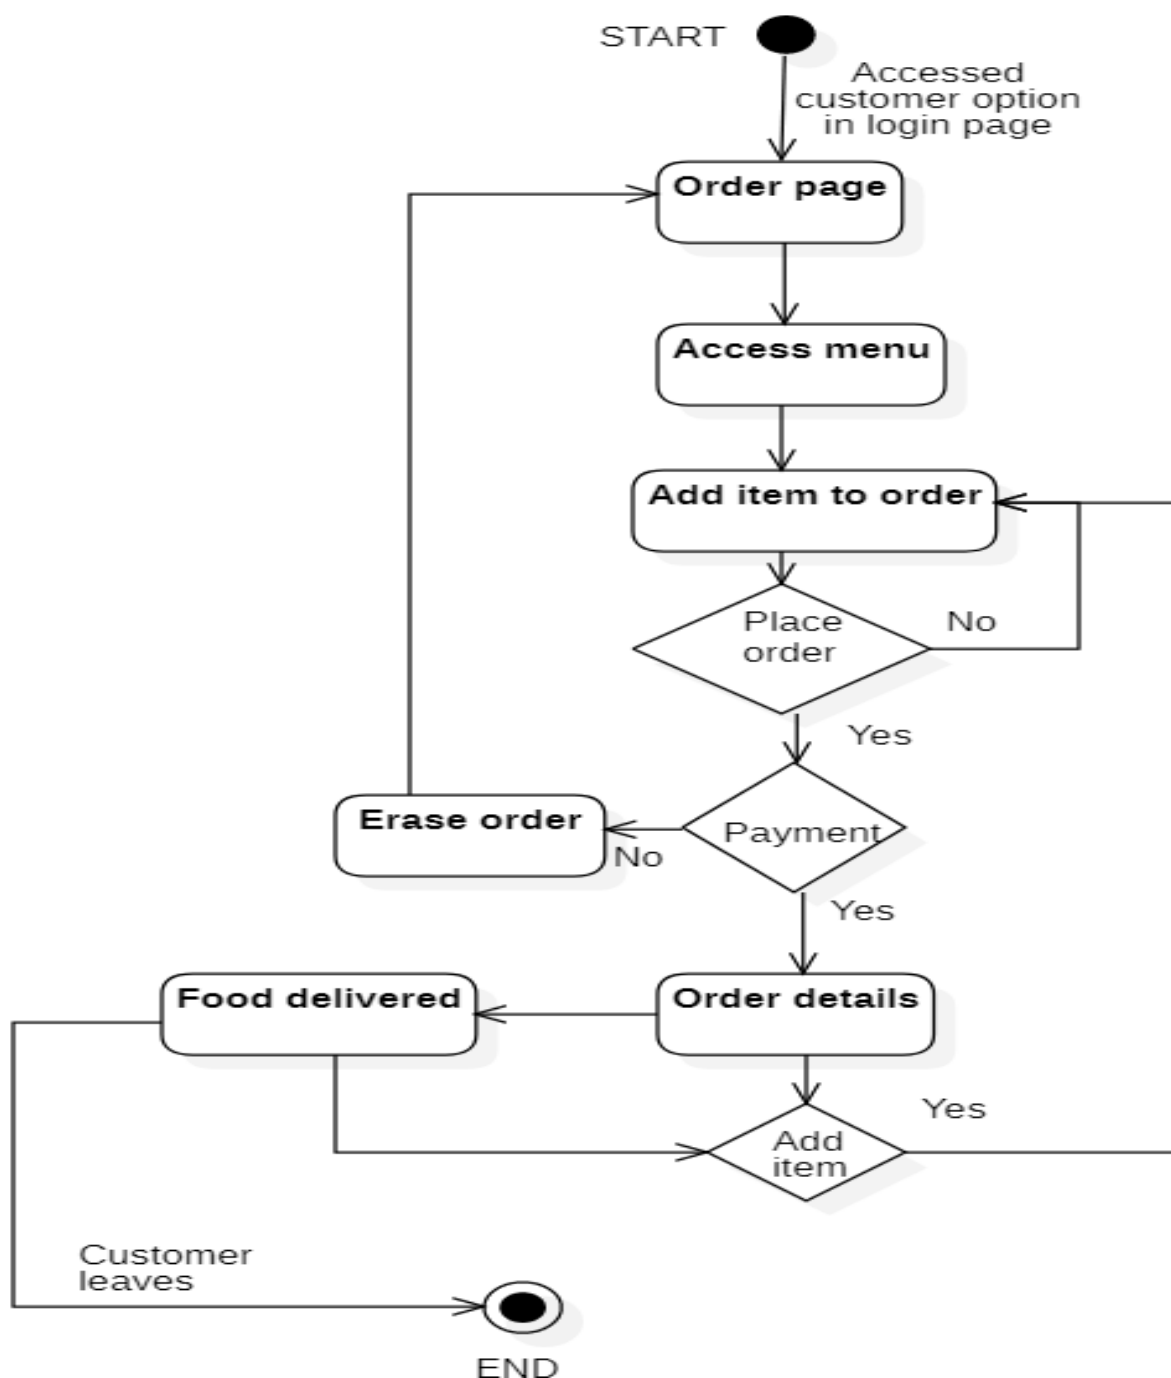 START
Accessed
customer option
in login page
Order page
Access menu
Add item to order
Place
order
No
Yes
Payment
Erase order
No
Yes
Food delivered
Order details
Yes
Add
item
Customer
leaves
END